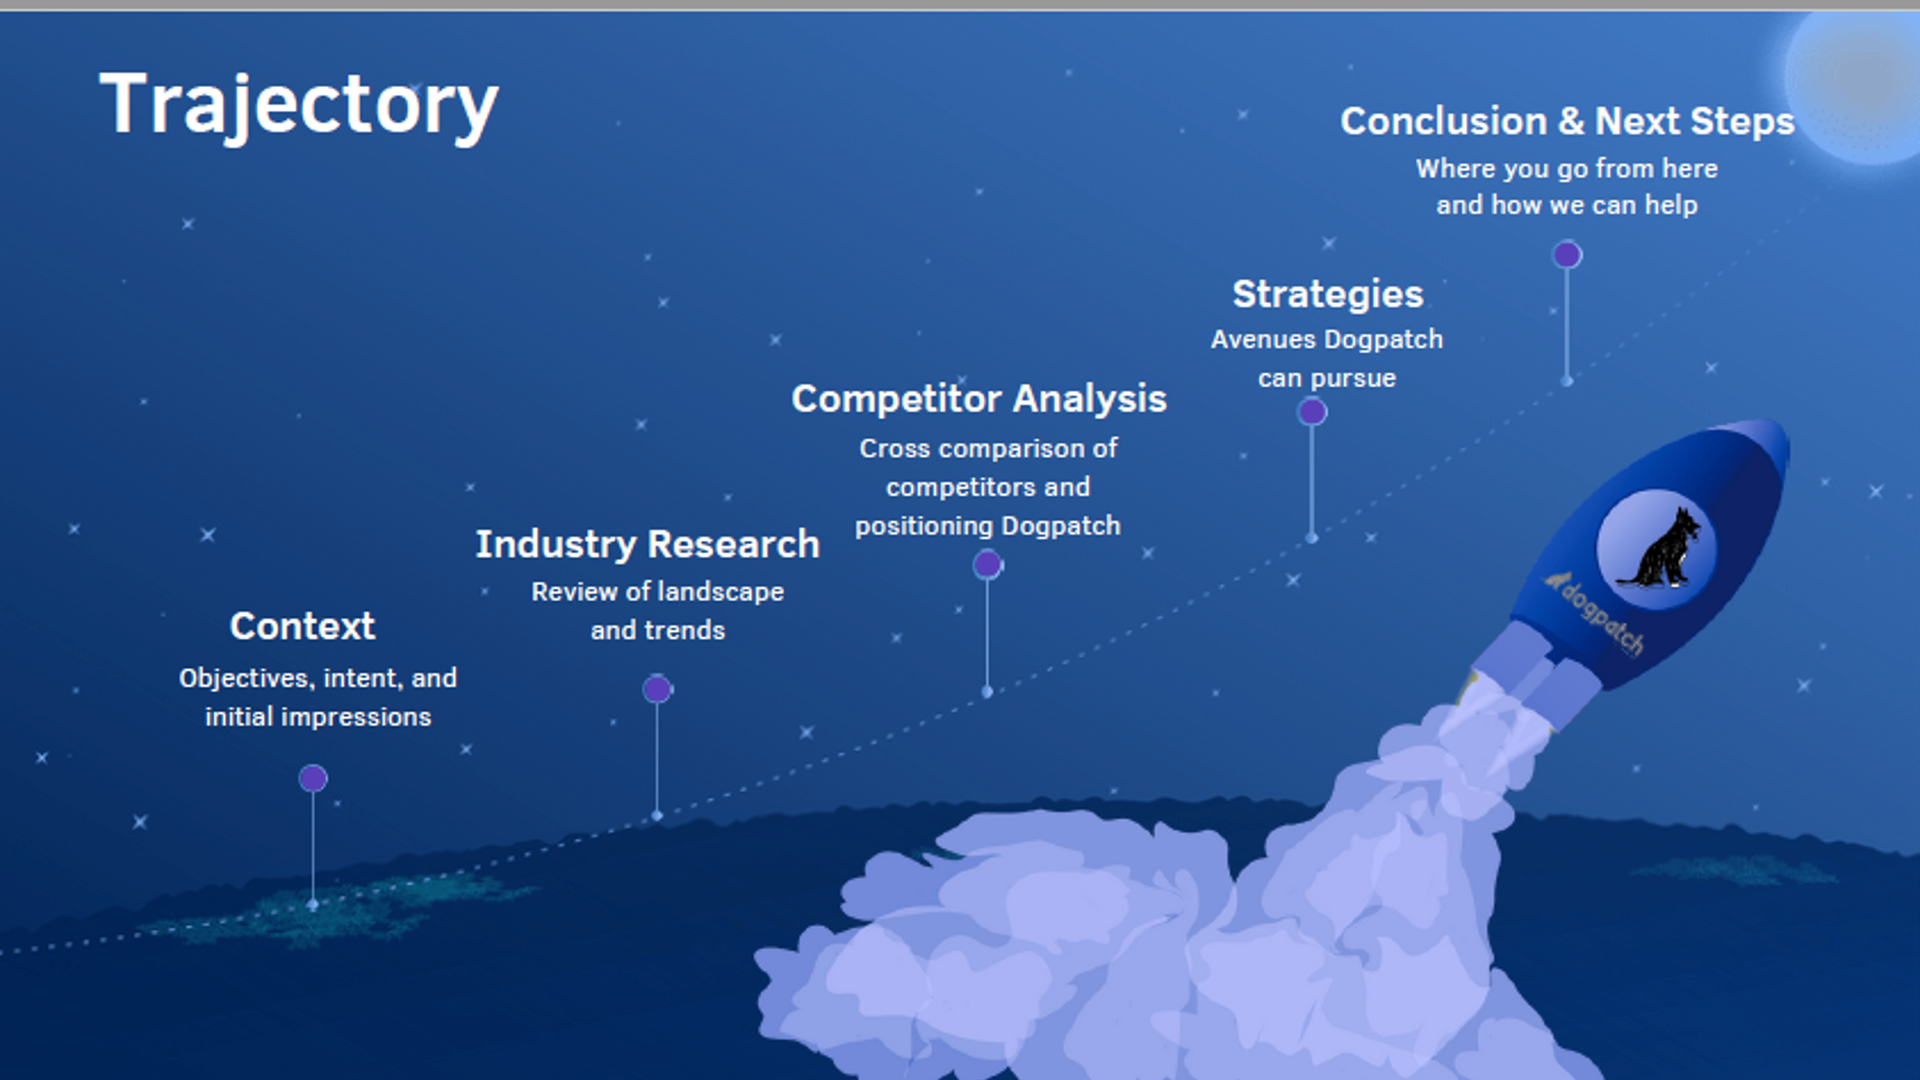 Trajectory
Context
Objectives, intent, and
initial impressions
Industry Research
Review of landscape
and trends
Competitor Analysis
Cross comparison of
competitors and
positioning Dogpatch
Strategies
Avenues Dogpatch
can pursue
Conclusion & Next Steps
Where you go from here
and how we can help
dogpatch